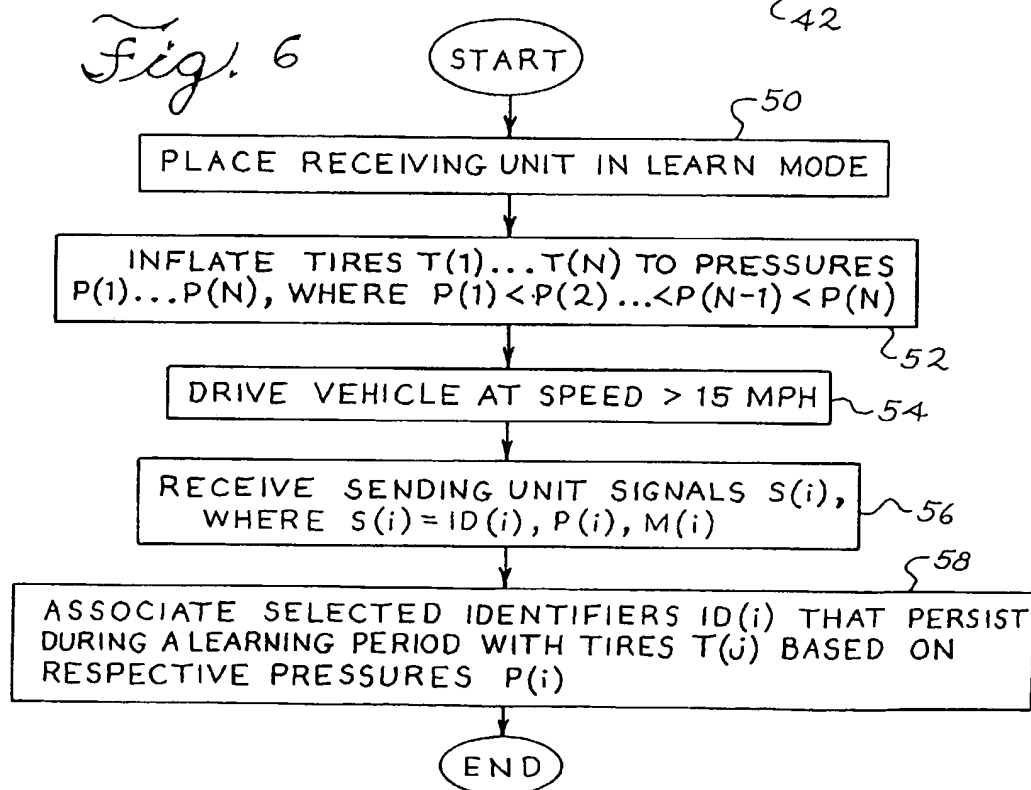 42
Fig. 6
START
50
PLACE RECEIVING UNIT IN LEARN MODE
INFLATE TIRES T(1)...T(N) TO PRESSURES
P(1)...P(N), WHERE P(1)<P(2)...<P(N-1)<P(N)
52
DRIVE VEHICLE AT SPEED > 15 MPH
54
RECEIVE SENDING UNIT SIGNALS S(i),
WHERE S(i)=ID(i), P(i), M(i)
56
58
ASSOCIATE SELECTED IDENTIFIERS ID(i) THAT PERSIST
DURING A LEARNING PERIOD WITH TIRES T(j) BASED ON
RESPECTIVE PRESSURES P(i)
END